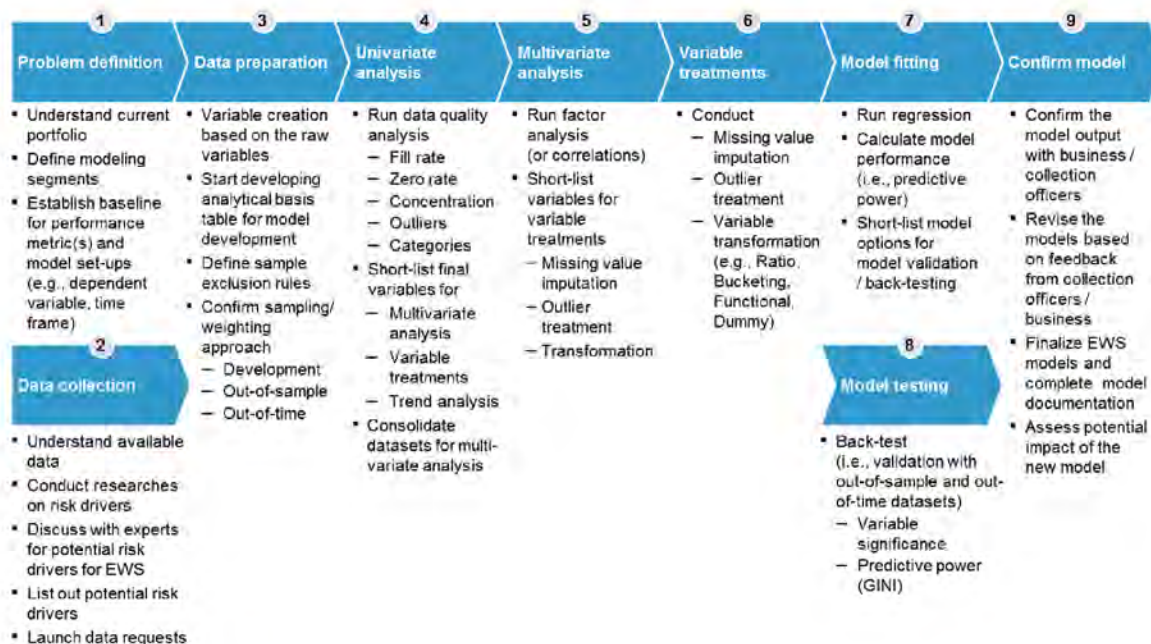 1
Problem definition
▪ Understand current
portfolio
▪ Define modeling
segments
▪ Establish baseline
for performance
metric(s) and
model set-ups
(e.g., dependent
variable, time
frame)
2
Data collection
▪ Understand available
data
▪ Conduct researches
on risk drivers
▪ Discuss with experts
for potential risk
drivers for EWS
▪ List out potential risk
drivers
▪ Launch data requests
3
Data preparation
▪ Variable creation
based on the raw
variables
▪ Start developing
analytical basis
table for model
development
▪ Define sample
exclusion rules
▪ Confirm sampling/
weighting
approach
– Development
– Out-of-sample
– Out-of-time
4
Univariate
analysis
▪ Run data quality
analysis
– Fill rate
– Zero rate
– Concentration
– Outliers
– Categories
▪ Short-list final
variables for
– Multivariate
analysis
– Variable
treatments
– Trend analysis
▪ Consolidate
datasets for multi-
variate analysis
5
Multivariate
analysis
▪ Run factor
analysis
(or correlations)
▪ Short-list
variables for
variable
treatments
– Missing value
imputation
– Outlier
treatment
– Transformation
6
Variable
treatments
▪ Conduct
– Missing value
imputation
– Outlier
treatment
– Variable
transformation
(e.g., Ratio,
Bucketing,
Functional,
Dummy)
7
Model fitting
▪ Run regression
▪ Calculate model
performance
(i.e., predictive
power)
▪ Short-list model
options for
model validation
/ back-testing
8
Model testing
▪ Back-test
(i.e., validation with
out-of-sample and out-
of-time datasets)
– Variable
significance
– Predictive power
(GINI)
9
Confirm model
▪ Confirm the
model output
with business /
collection
officers
▪ Revise the
models based
on feedback
from collection
officers /
business
▪ Finalize EWS
models and
complete model
documentation
▪ Assess potential
impact of the
new model